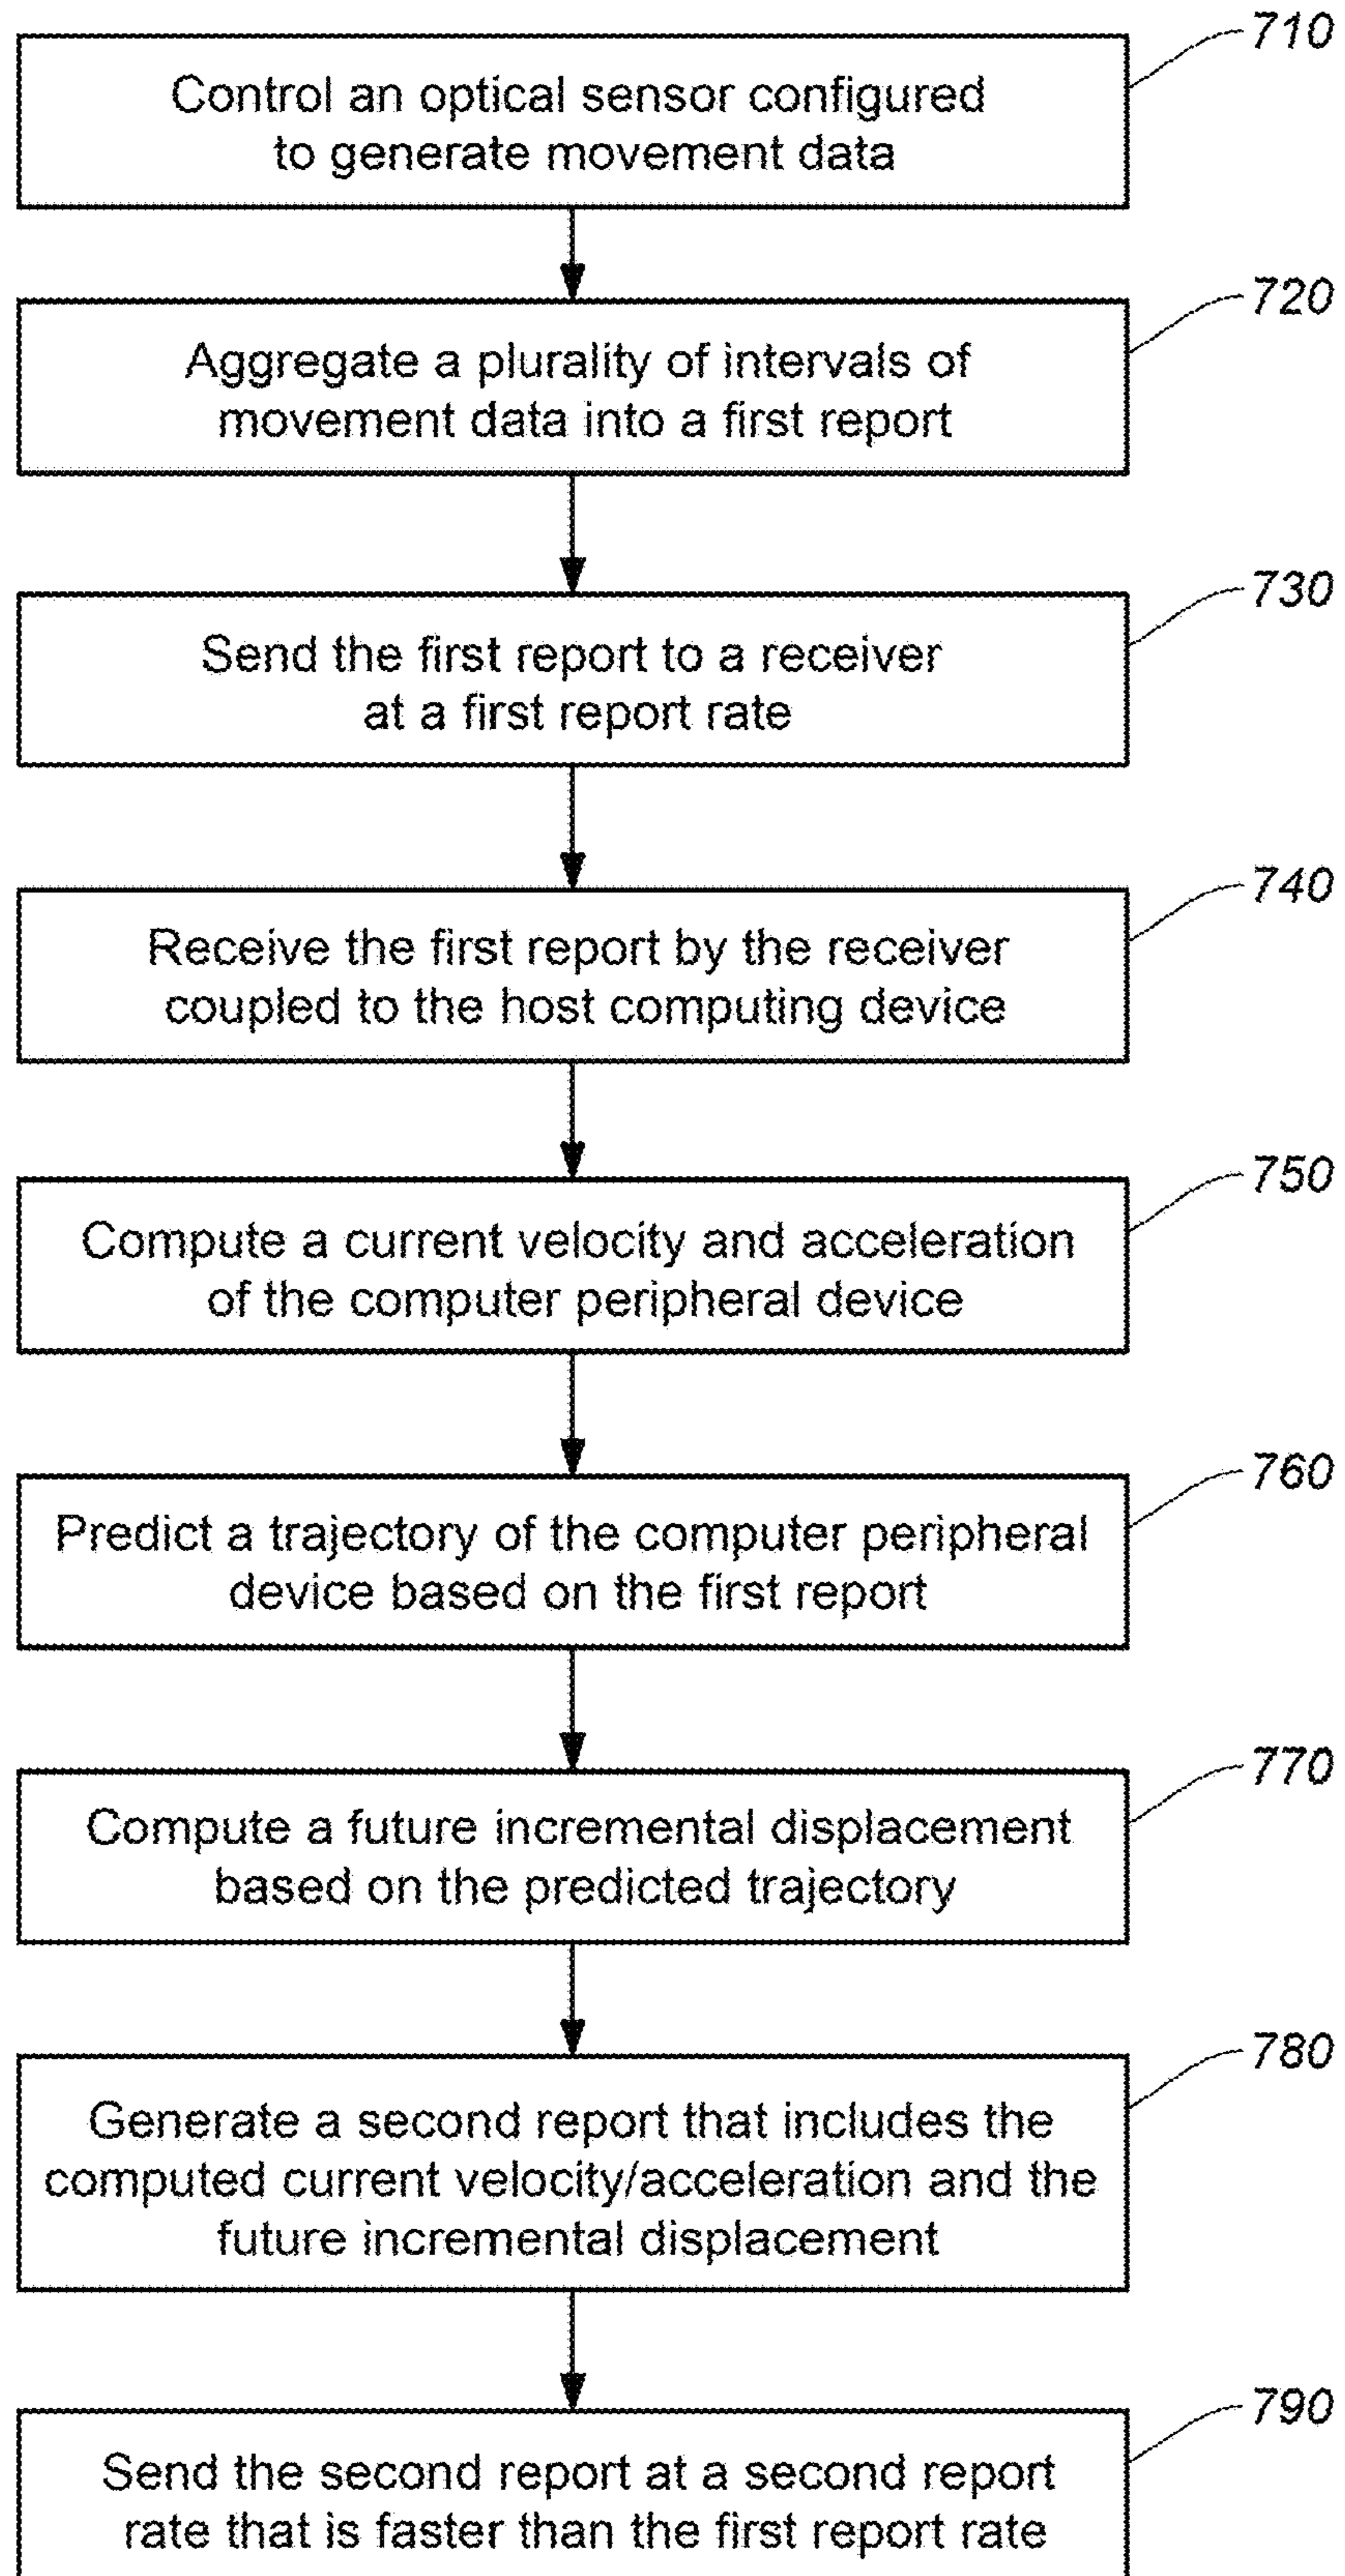 710
Control an optical sensor configured
to generate movement data
720
Aggregate a plurality of intervals of
movement data into a first report
730
Send the first report to a receiver
at a first report rate
740
Receive the first report by the receiver
coupled to the host computing device
750
Compute a current velocity and acceleration
of the computer peripheral device
760
Predict a trajectory of the computer peripheral
device based on the first report
770
Compute a future incremental displacement
based on the predicted trajectory
780
Generate a second report that includes the
computed current velocity/acceleration and the
future incremental displacement
790
Send the second report at a second report
rate that is faster than the first report rate